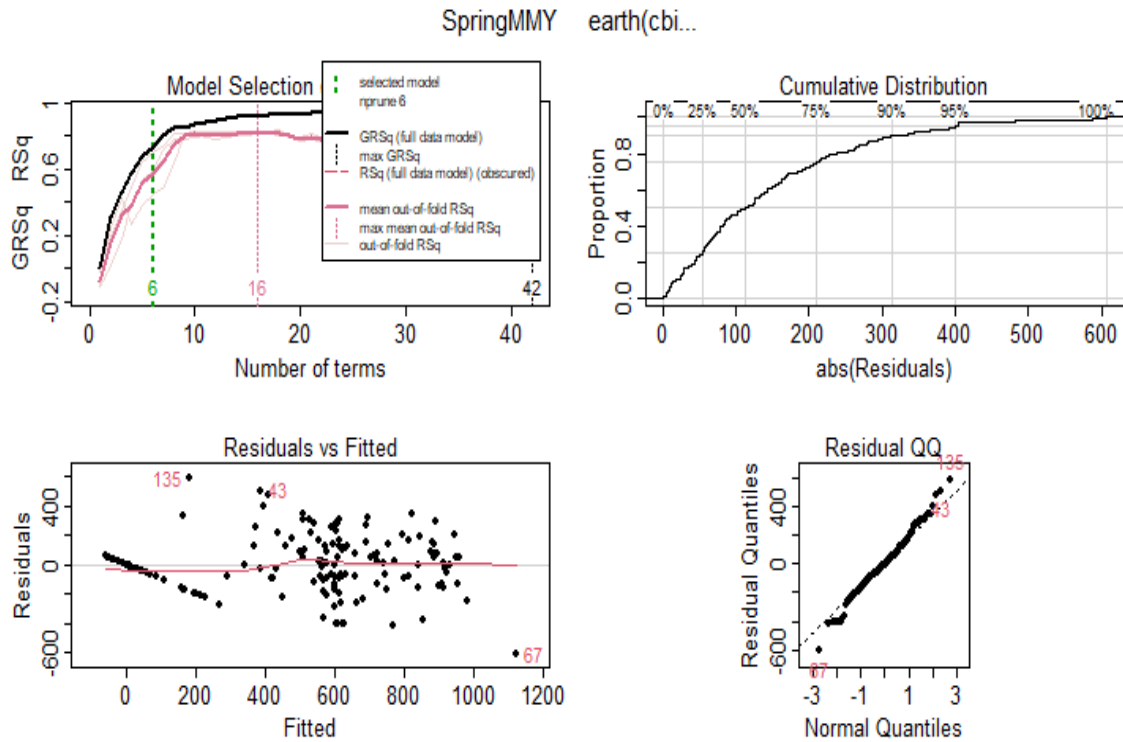 SpringMMY earth(cbi...
Model Selection
selected model
nprune 6
GRSq (full data model)
max GRSq
RSq (full data model) (obscured)
mean out-of-fold RSq
max mean out-of-fold RSq
out-of-fold RSq
GRSq RSq
-0.2 0.2 0.6 1
6 16 42
0 10 20 30 40
Number of terms
Cumulative Distribution
0% 25% 50% 75% 90% 95% 100%
Proportion
0.0 0.4 0.8
0 100 200 300 400 500 600
abs(Residuals)
Residuals vs Fitted
135 43
67
Residuals
-600 0 400
0 200 400 600 800 1000 1200
Fitted
Residual QQ
135
43
67
Residual Quantiles
-600 0 400
-3 -1 1 3
Normal Quantiles